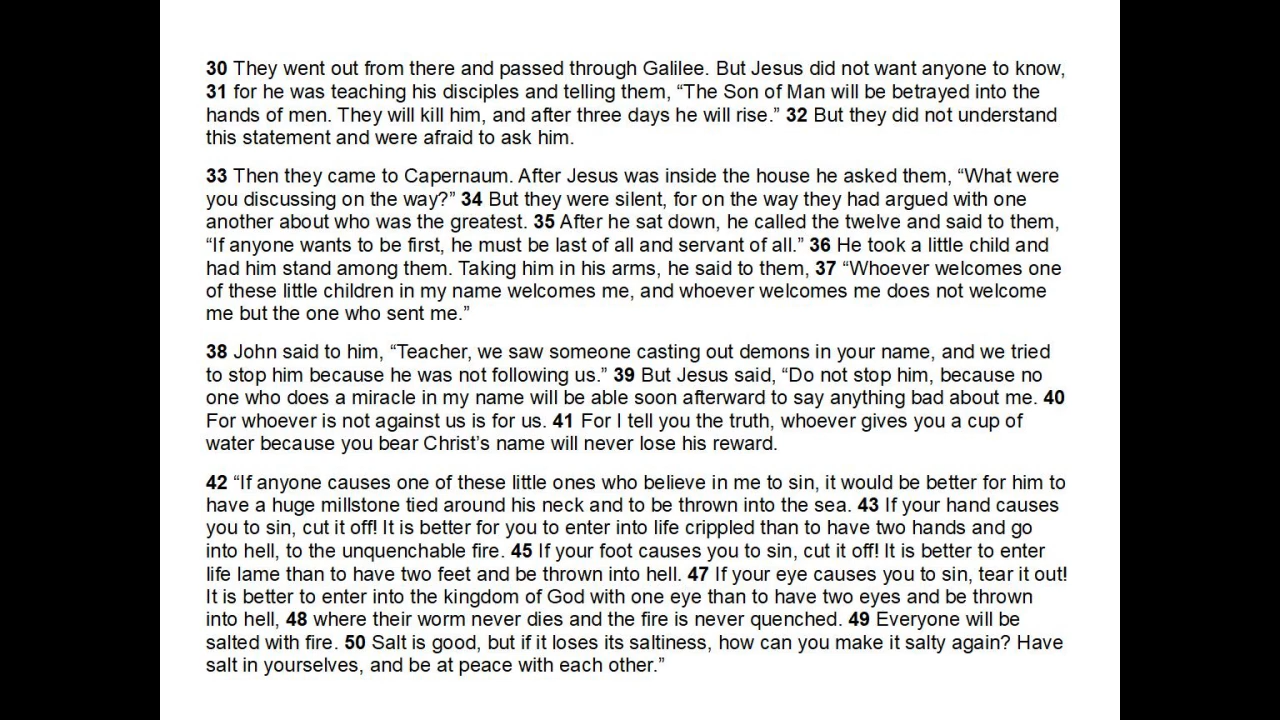 30 They went out from there and passed through Galilee. But Jesus did not want anyone to know,
31 for he was teaching his disciples and telling them, “The Son of Man will be betrayed into the
hands of men. They will kill him, and after three days he will rise.” 32 But they did not understand
this statement and were afraid to ask him.
33 Then they came to Capernaum. After Jesus was inside the house he asked them, “What were
you discussing on the way?” 34 But they were silent, for on the way they had argued with one
another about who was the greatest. 35 After he sat down, he called the twelve and said to them,
“If anyone wants to be first, he must be last of all and servant of all.” 36 He took a little child and
had him stand among them. Taking him in his arms, he said to them, 37 “Whoever welcomes one
of these little children in my name welcomes me, and whoever welcomes me does not welcome
me but the one who sent me.”
38 John said to him, “Teacher, we saw someone casting out demons in your name, and we tried
to stop him because he was not following us.” 39 But Jesus said, “Do not stop him, because no
one who does a miracle in my name will be able soon afterward to say anything bad about me. 40
For whoever is not against us is for us. 41 For I tell you the truth, whoever gives you a cup of
water because you bear Christ’s name will never lose his reward.
42 “If anyone causes one of these little ones who believe in me to sin, it would be better for him to
have a huge millstone tied around his neck and to be thrown into the sea. 43 If your hand causes
you to sin, cut it off! It is better for you to enter into life crippled than to have two hands and go
into hell, to the unquenchable fire. 45 If your foot causes you to sin, cut it off! It is better to enter
life lame than to have two feet and be thrown into hell. 47 If your eye causes you to sin, tear it out!
It is better to enter into the kingdom of God with one eye than to have two eyes and be thrown
into hell, 48 where their worm never dies and the fire is never quenched. 49 Everyone will be
salted with fire. 50 Salt is good, but if it loses its saltiness, how can you make it salty again? Have
salt in yourselves, and be at peace with each other.”